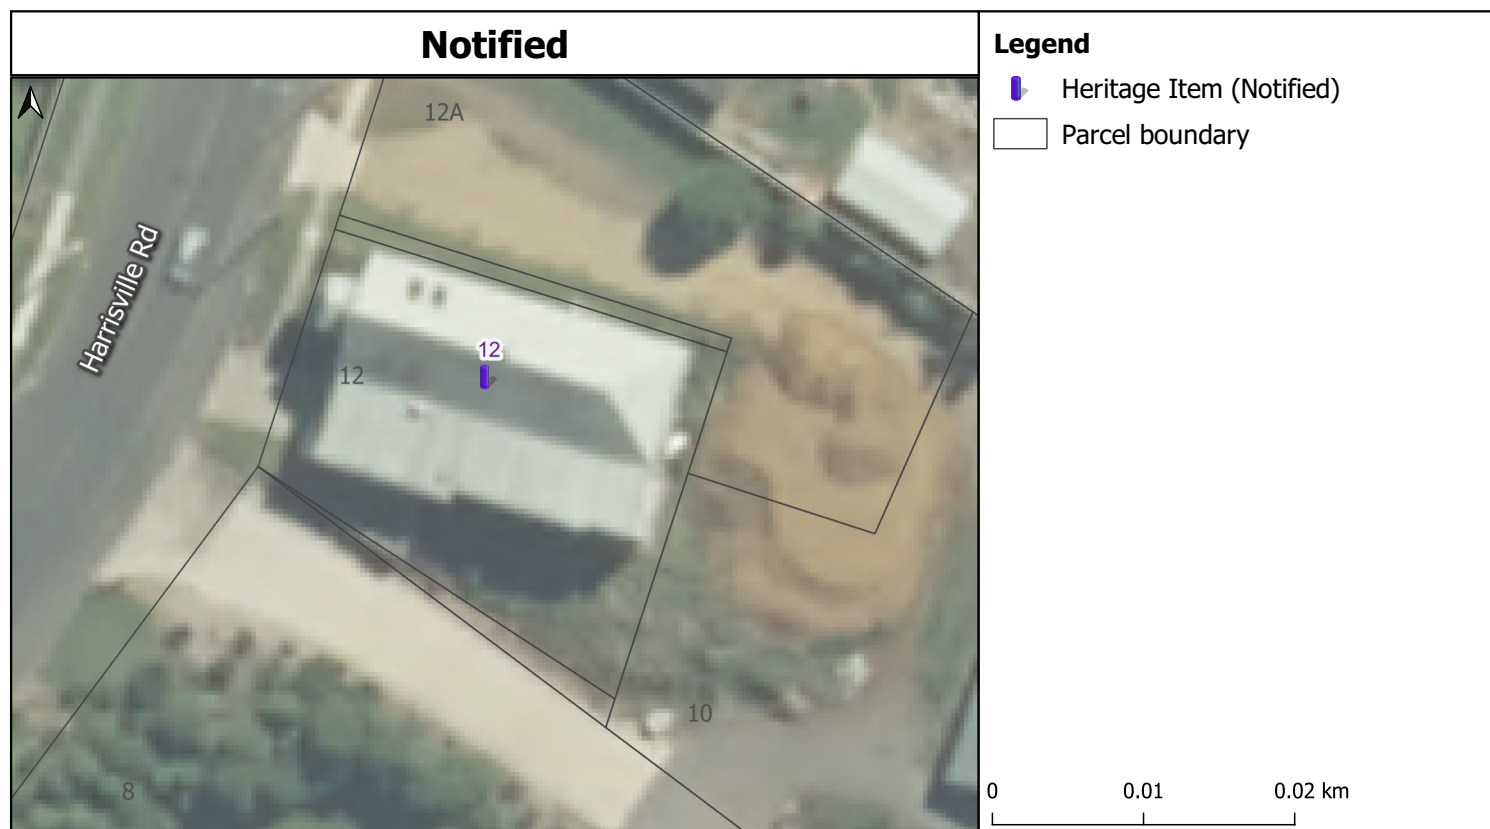 Notified
12A
Harrisville Rd
12
12
10
8
Legend
Heritage Item (Notified)
Parcel boundary
0 0.01 0.02 km